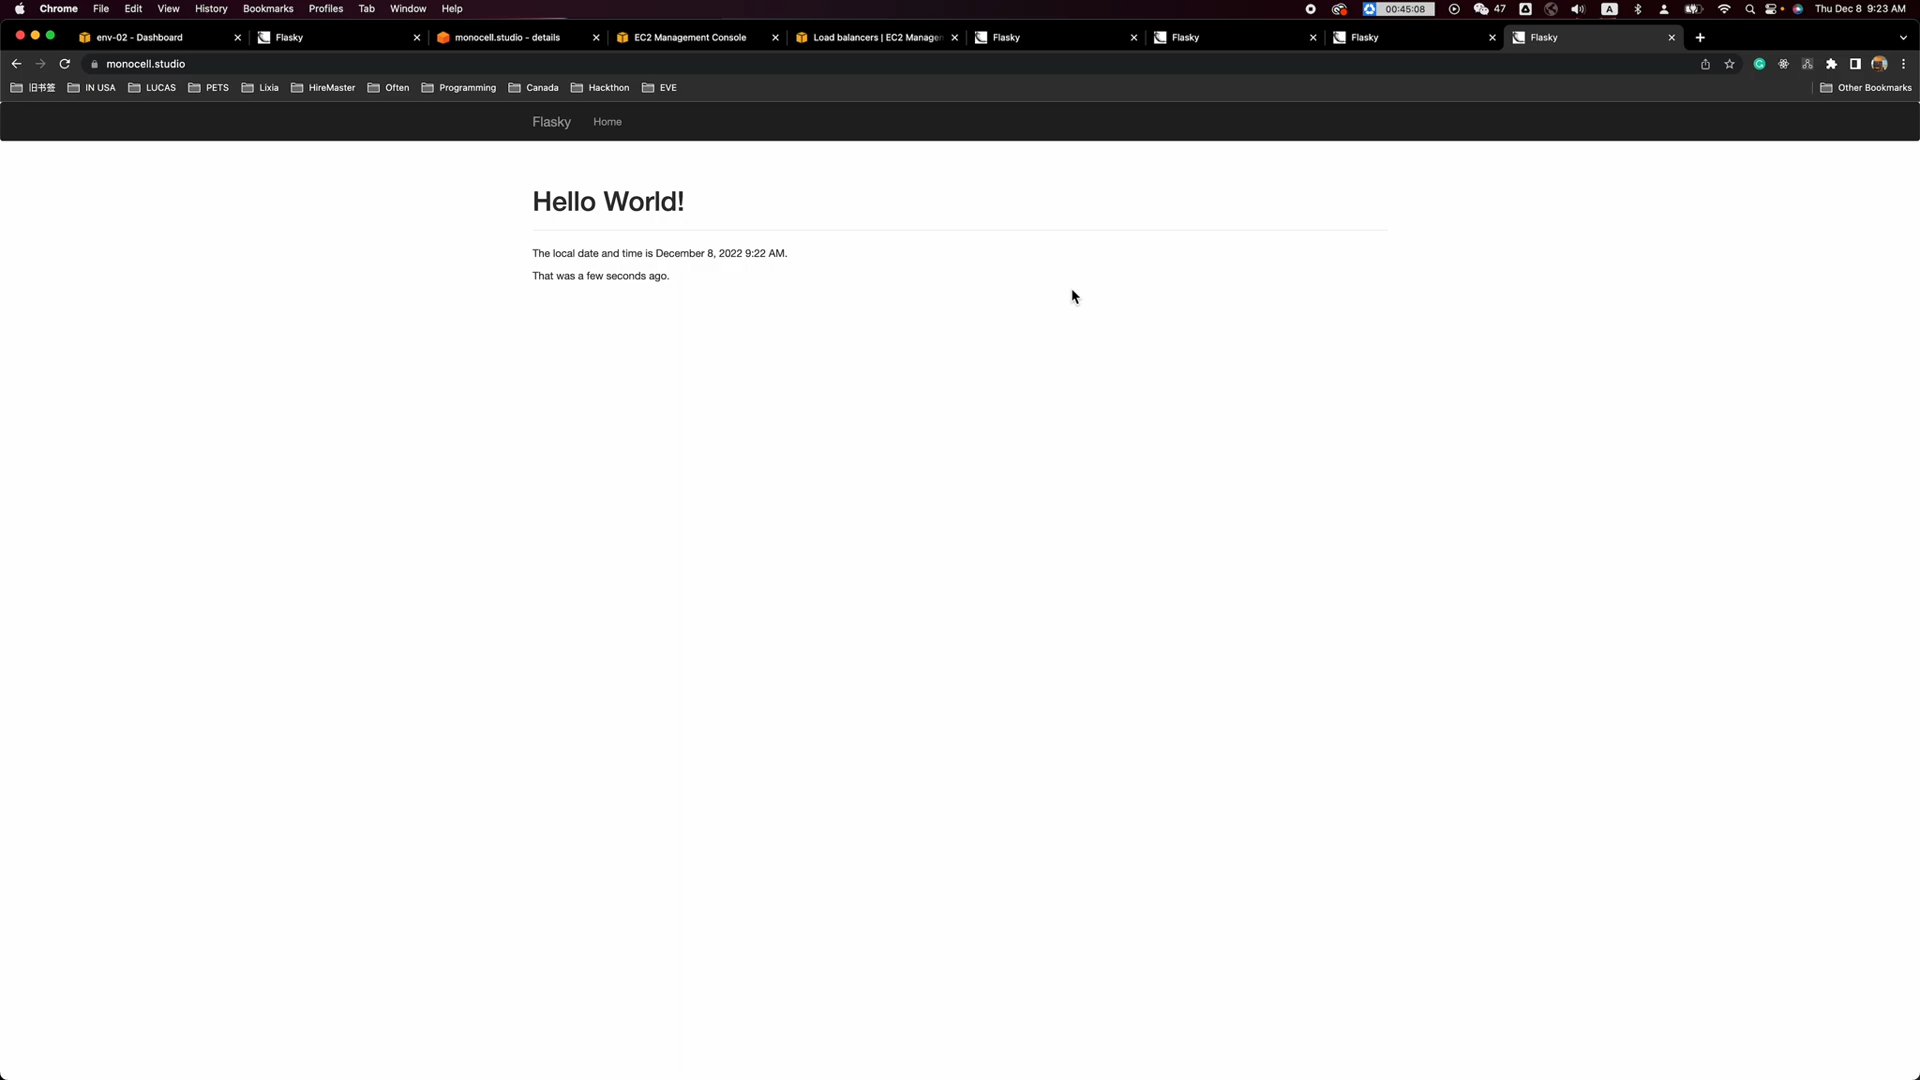 Chrome File Edit View History Bookmarks Profiles Tab Window Help 00:45:08 47 A Thu Dec 8 9:23 AM
env-02 - Dashboard Flasky monocell.studio - details EC2 Management Console Load balancers | EC2 Manage Flasky Flasky Flasky Flasky
monocell.studio
旧书签 IN USA LUCAS PETS Lixia HireMaster Often Programming Canada Hackthon EVE Other Bookmarks
Flasky Home
Hello World!
The local date and time is December 8, 2022 9:22 AM.
That was a few seconds ago.